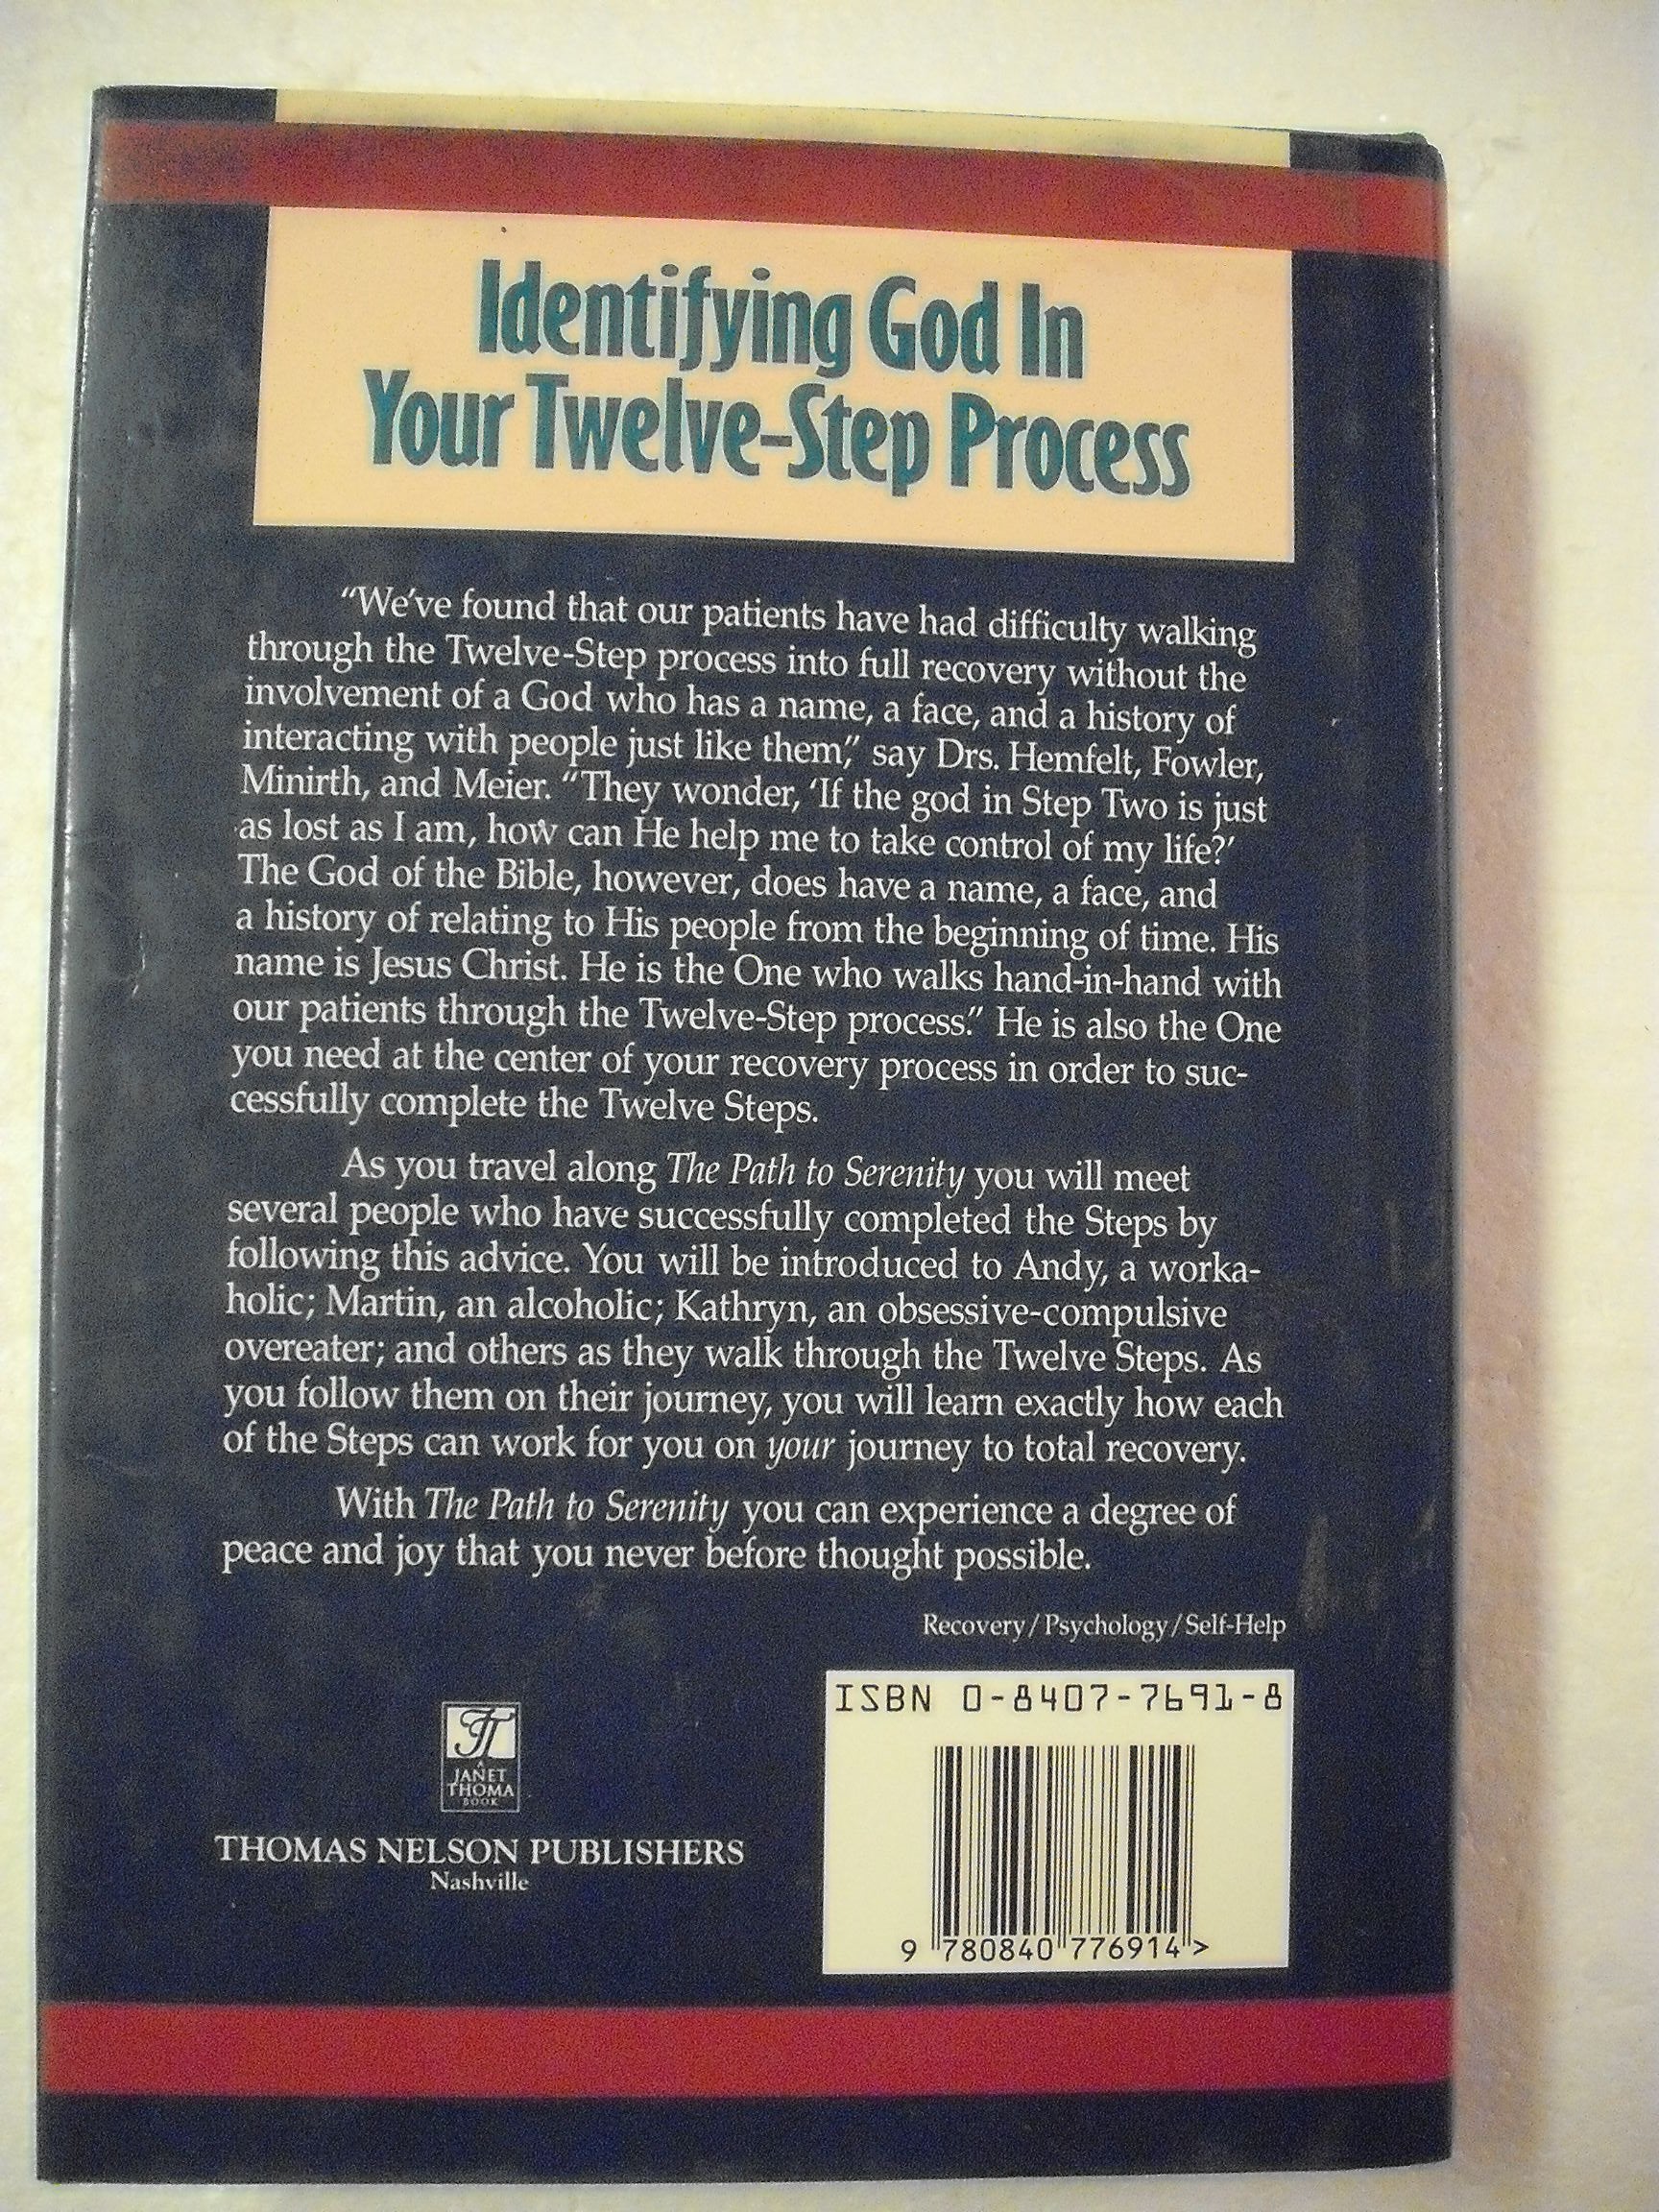 Identifying God In
Your Twelve-Step Process
"We've found that our patients have had difficulty walking
through the Twelve-Step process into full recovery without the
involvement of a God who has a name, a face, and a history of
interacting with people just like them," say Drs. Hemfelt, Fowler,
Minirth, and Meier. "They wonder, 'If the god in Step Two is just
as lost as I am, how can He help me to take control of my life?'
The God of the Bible, however, does have a name, a face, and
a history of relating to His people from the beginning of time. His
name is Jesus Christ. He is the One who walks hand-in-hand with
our patients through the Twelve-Step process." He is also the One
you need at the center of your recovery process in order to suc-
cessfully complete the Twelve Steps.
As you travel along The Path to Serenity you will meet
several people who have successfully completed the Steps by
following this advice. You will be introduced to Andy, a worka-
holic; Martin, an alcoholic; Kathryn, an obsessive-compulsive
overeater; and others as they walk through the Twelve Steps. As
you follow them on their journey, you will learn exactly how each
of the Steps can work for you on your journey to total recovery.
With The Path to Serenity you can experience a degree of
peace and joy that you never before thought possible.
Recovery/Psychology/Self-Help
JT
A
JANET
THOMA
BOOK
THOMAS NELSON PUBLISHERS
Nashville
ISBN 0-8407-7691-8
9 780840 776914 >